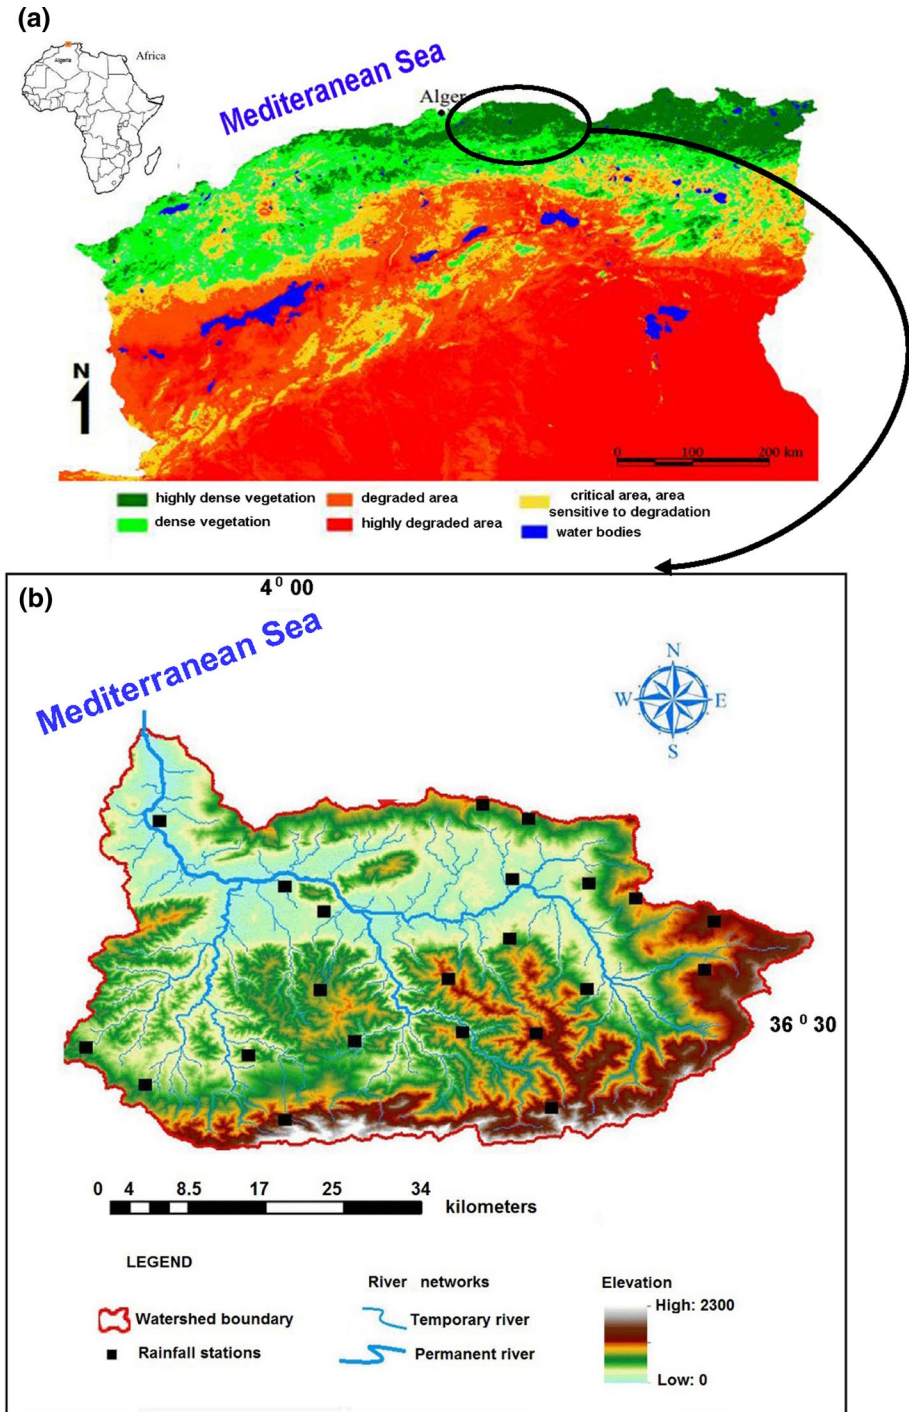 (a)
Africa
Algeria
Mediteranean Sea
Alger
N
0 100 200 km
highly dense vegetation
degraded area
critical area, area
sensitive to degradation
dense vegetation
highly degraded area
water bodies
(b)
4 0 00
Mediterranean Sea
N
W E
S
36 0 30
0 4 8.5 17 25 34
kilometers
LEGEND
River networks
Elevation
Watershed boundary
Temporary river
High: 2300
Rainfall stations
Permanent river
Low: 0